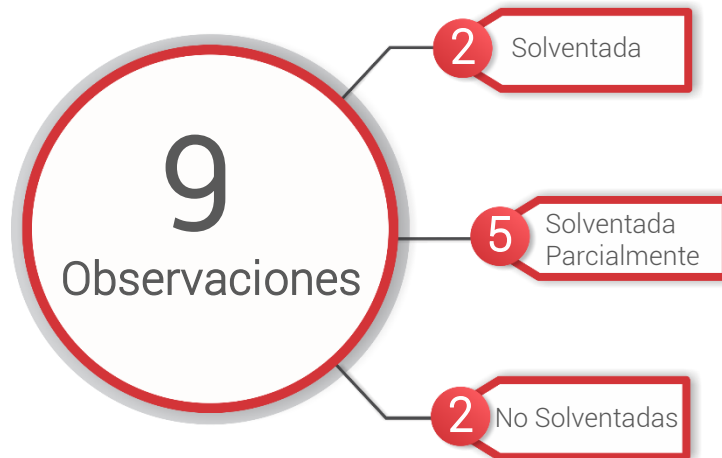 9
Observaciones
2
Solventada
5
Solventada
Parcialmente
2
No Solventadas